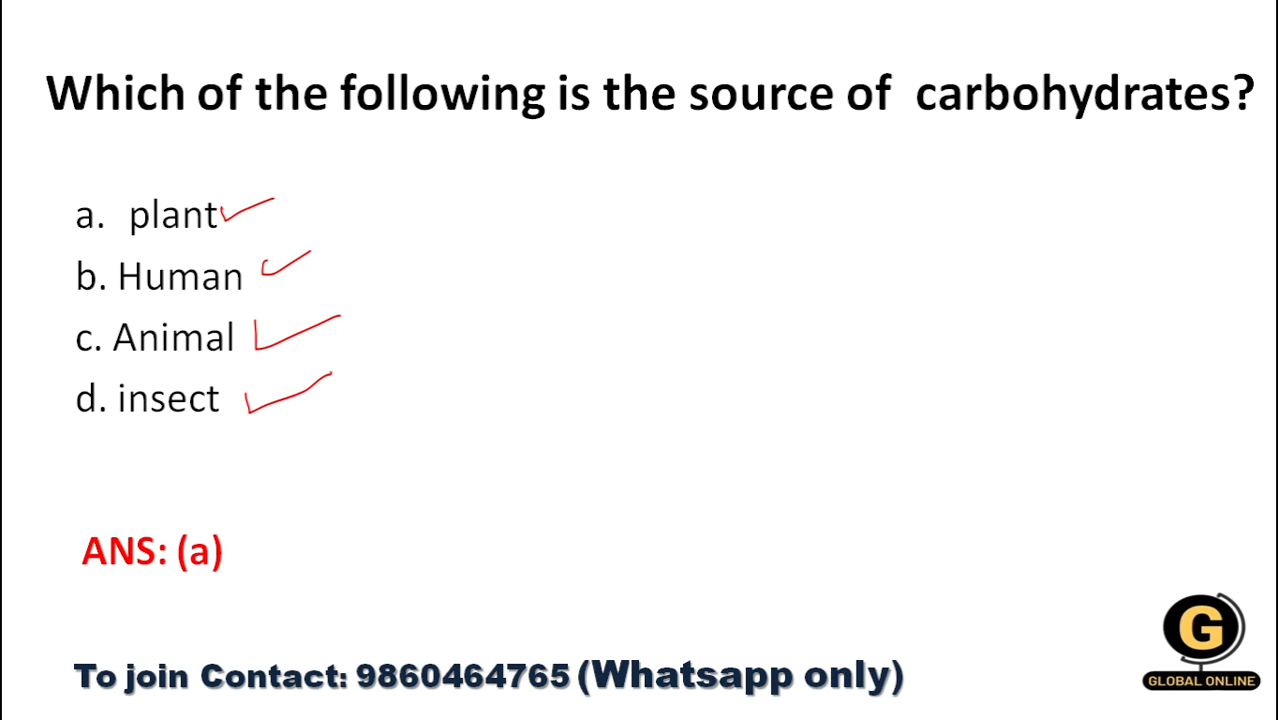 Which of the following is the source of carbohydrates?
a. plant
b. Human
c. Animal
d. insect
ANS: (a)
G
GLOBAL ONLINE
To join Contact: 9860464765 (Whatsapp only)